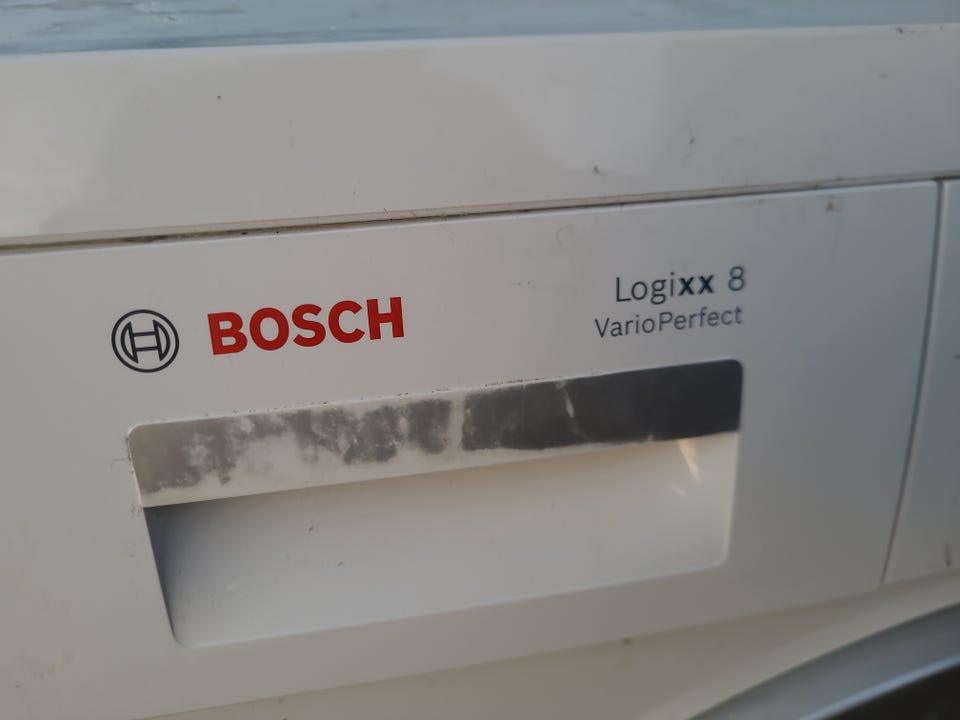 BOSCH
Logixx 8
VarioPerfect